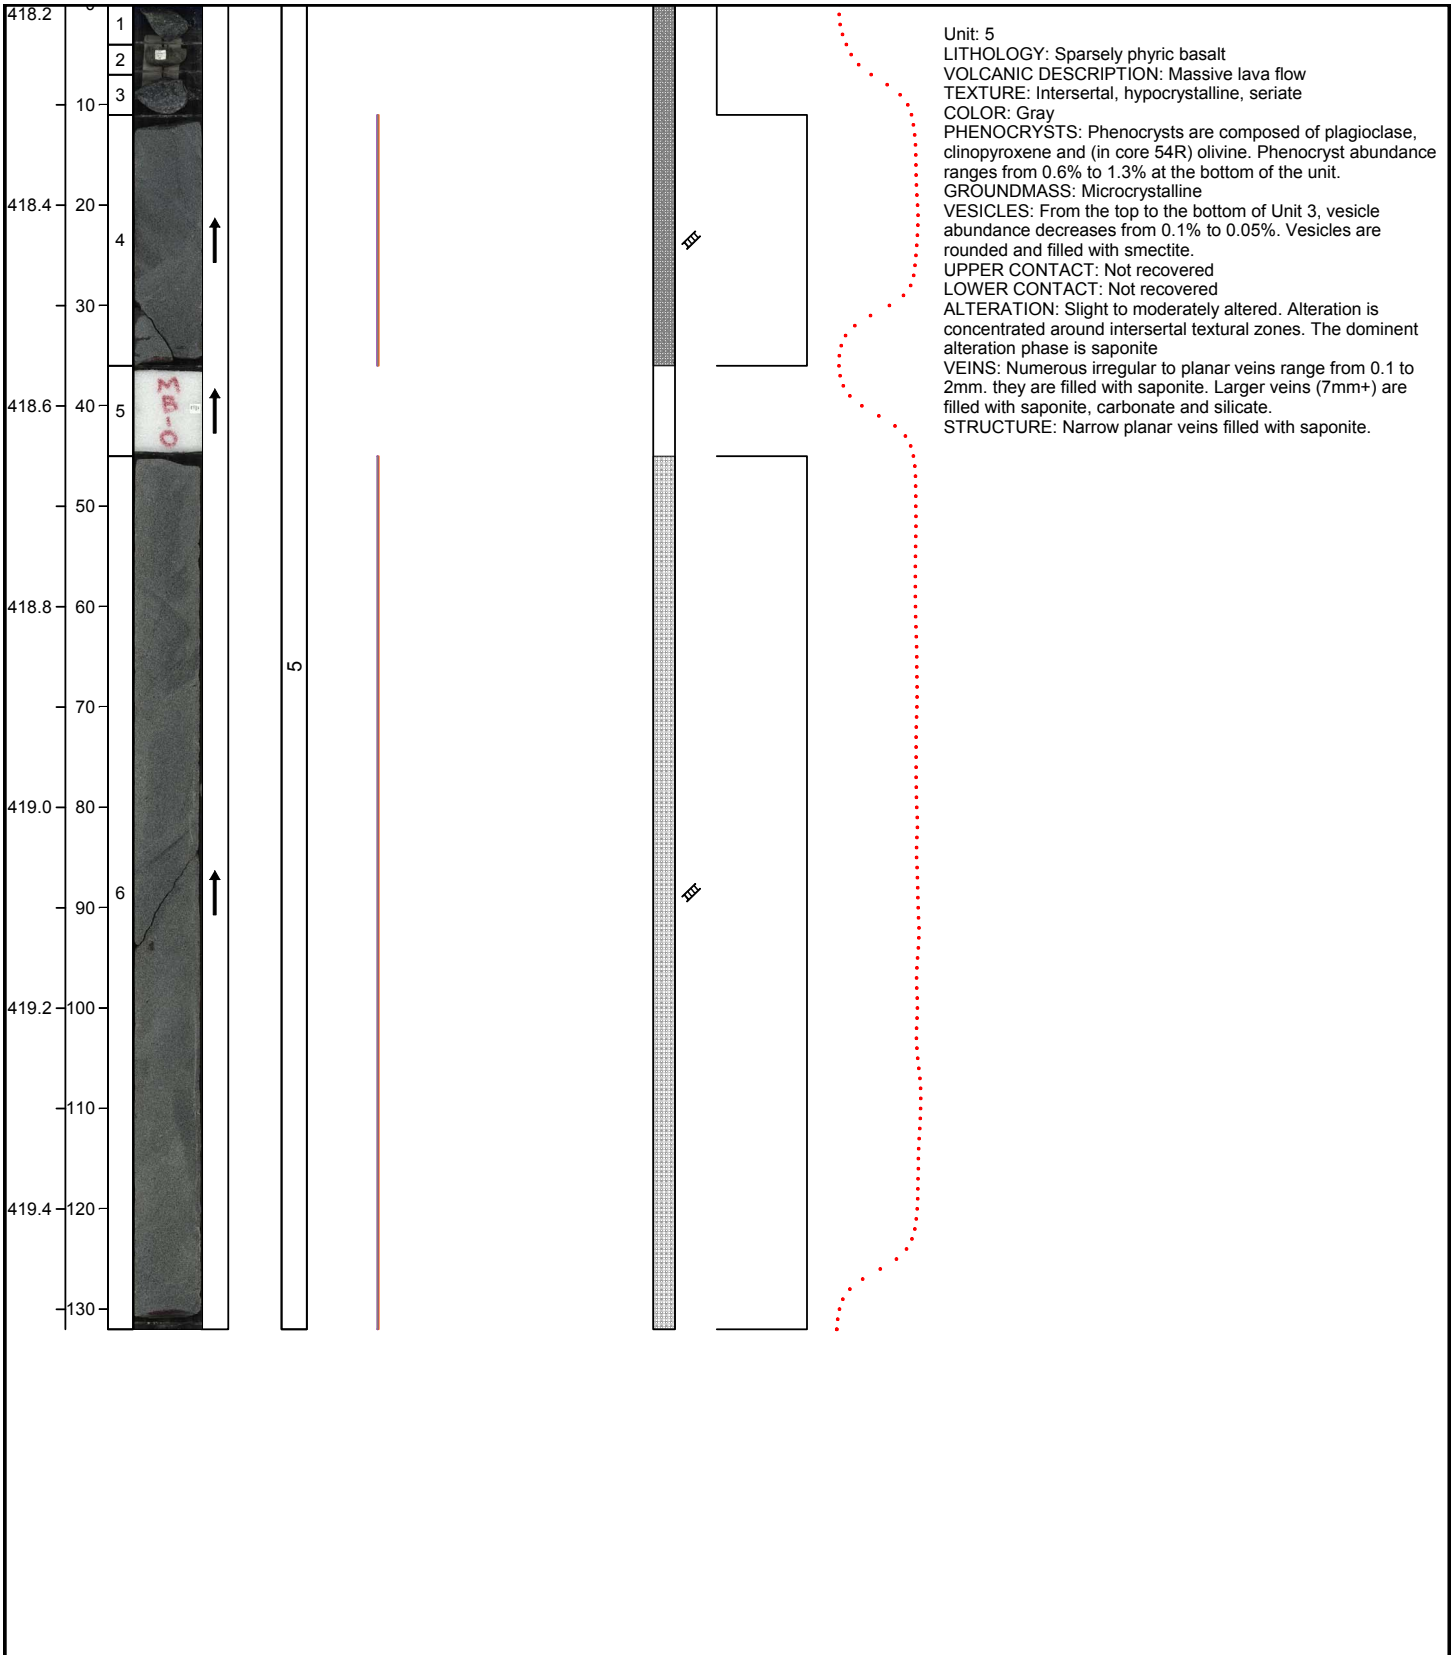 418.2
0
1
2
3
10
418.4
20
4
30
418.6
40
5
MBIO
50
418.8
60
5
70
419.0
80
6
90
419.2
100
110
419.4
120
130
Unit: 5
LITHOLOGY: Sparsely phyric basalt
VOLCANIC DESCRIPTION: Massive lava flow
TEXTURE: Intersertal, hypocrystalline, seriate
COLOR: Gray
PHENOCRYSTS: Phenocrysts are composed of plagioclase,
clinopyroxene and (in core 54R) olivine. Phenocryst abundance
ranges from 0.6% to 1.3% at the bottom of the unit.
GROUNDMASS: Microcrystalline
VESICLES: From the top to the bottom of Unit 3, vesicle
abundance decreases from 0.1% to 0.05%. Vesicles are
rounded and filled with smectite.
UPPER CONTACT: Not recovered
LOWER CONTACT: Not recovered
ALTERATION: Slight to moderately altered. Alteration is
concentrated around intersertal textural zones. The dominent
alteration phase is saponite
VEINS: Numerous irregular to planar veins range from 0.1 to
2mm. they are filled with saponite. Larger veins (7mm+) are
filled with saponite, carbonate and silicate.
STRUCTURE: Narrow planar veins filled with saponite.